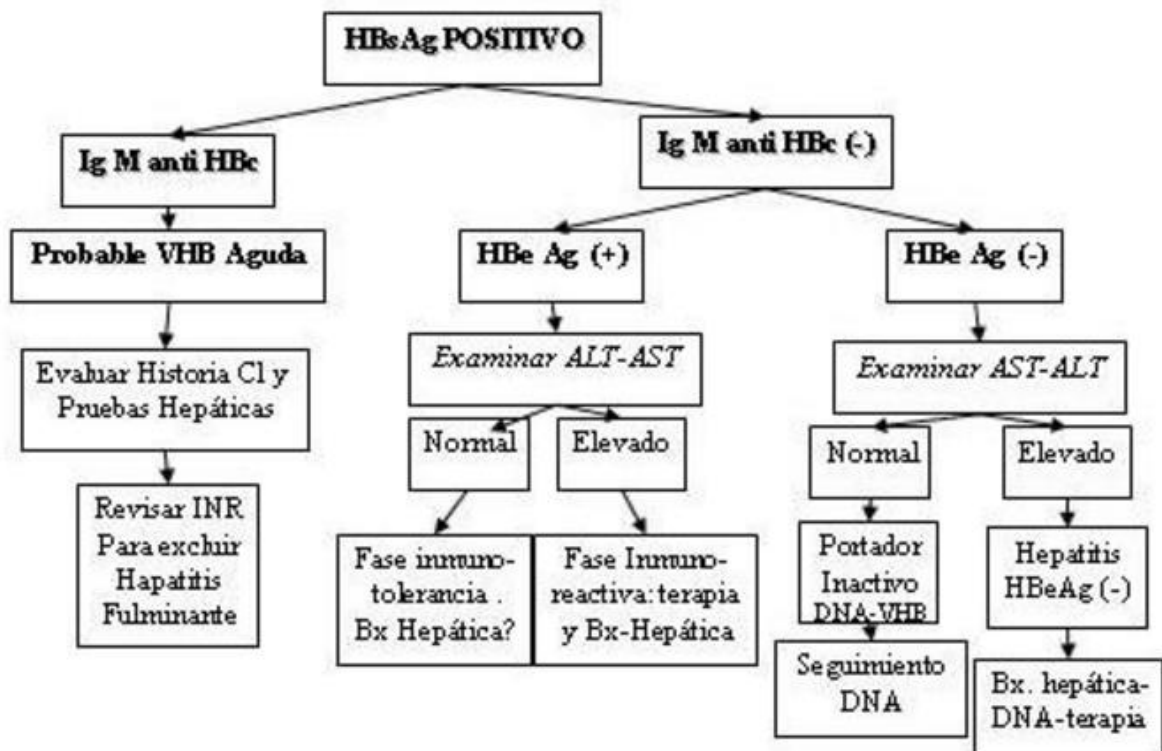 HBsAg POSITIVO
Ig M anti HBc
Ig M anti HBc (-)
Probable VHB Aguda
HBe Ag (+)
HBe Ag (-)
Evaluar Historia Cl y
Pruebas Hepáticas
Examinar ALT-AST
Examinar AST-ALT
Normal
Elevado
Normal
Elevado
Revisar INR
Para excluir
Hapatitis
Fulminante
Fase inmuno-
tolerancia .
Bx Hepática?
Fase Inmuno-
reactiva: terapia
y Bx-Hepática
Portador
Inactivo
DNA-VHB
Hepatitis
HBeAg (-)
Seguimiento
DNA
Bx. hepática-
DNA-terapia